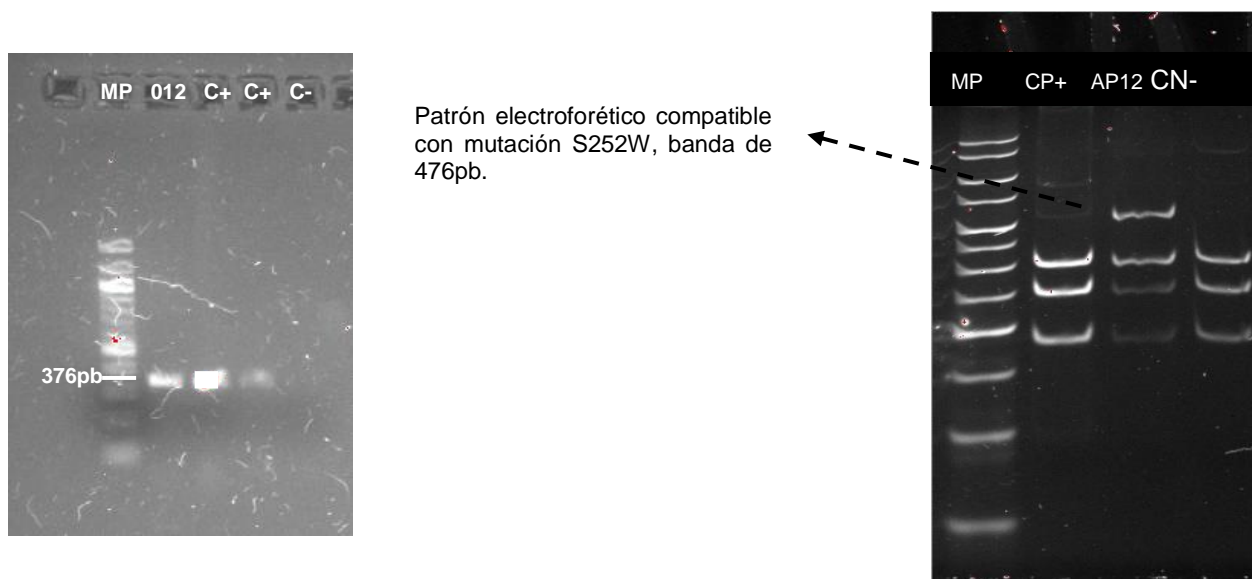 MP 012 C+ C+ C-
376pb
Patrón electroforético compatible
con mutación S252W, banda de
476pb.
MP CP+ AP12 CN-